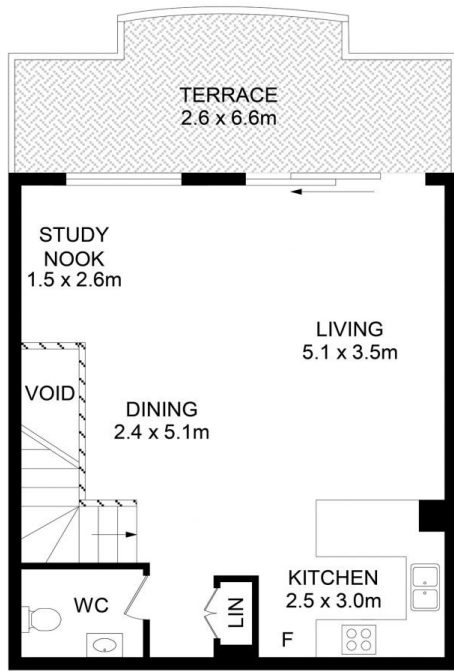 TERRACE
2.6 x 6.6m
STUDY
NOOK
1.5 x 2.6m
LIVING
5.1 x 3.5m
VOID
DINING
2.4 x 5.1m
KITCHEN
2.5 x 3.0m
WC
LIN
F